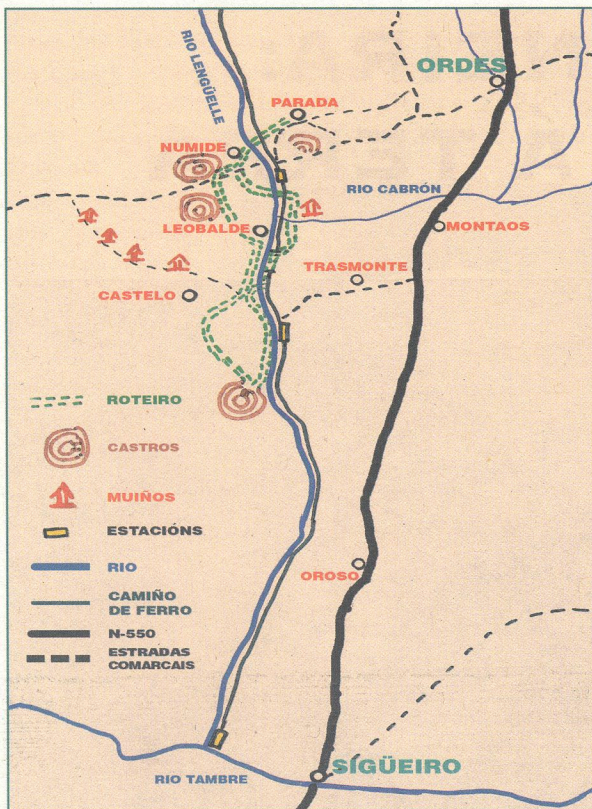 ORDES
RIO LENGÜELLE
PARADA
NUMIDE
RIO CABRÓN
LEOBALDE
MONTAOS
TRASMONTE
CASTELO
ROTEIRO
CASTROS
MUIÑOS
ESTACIÓNS
RIO
CAMIÑO
DE FERRO
N-550
ESTRADAS
COMARCAIS
OROSO
SIGÜEIRO
RIO TAMBRE